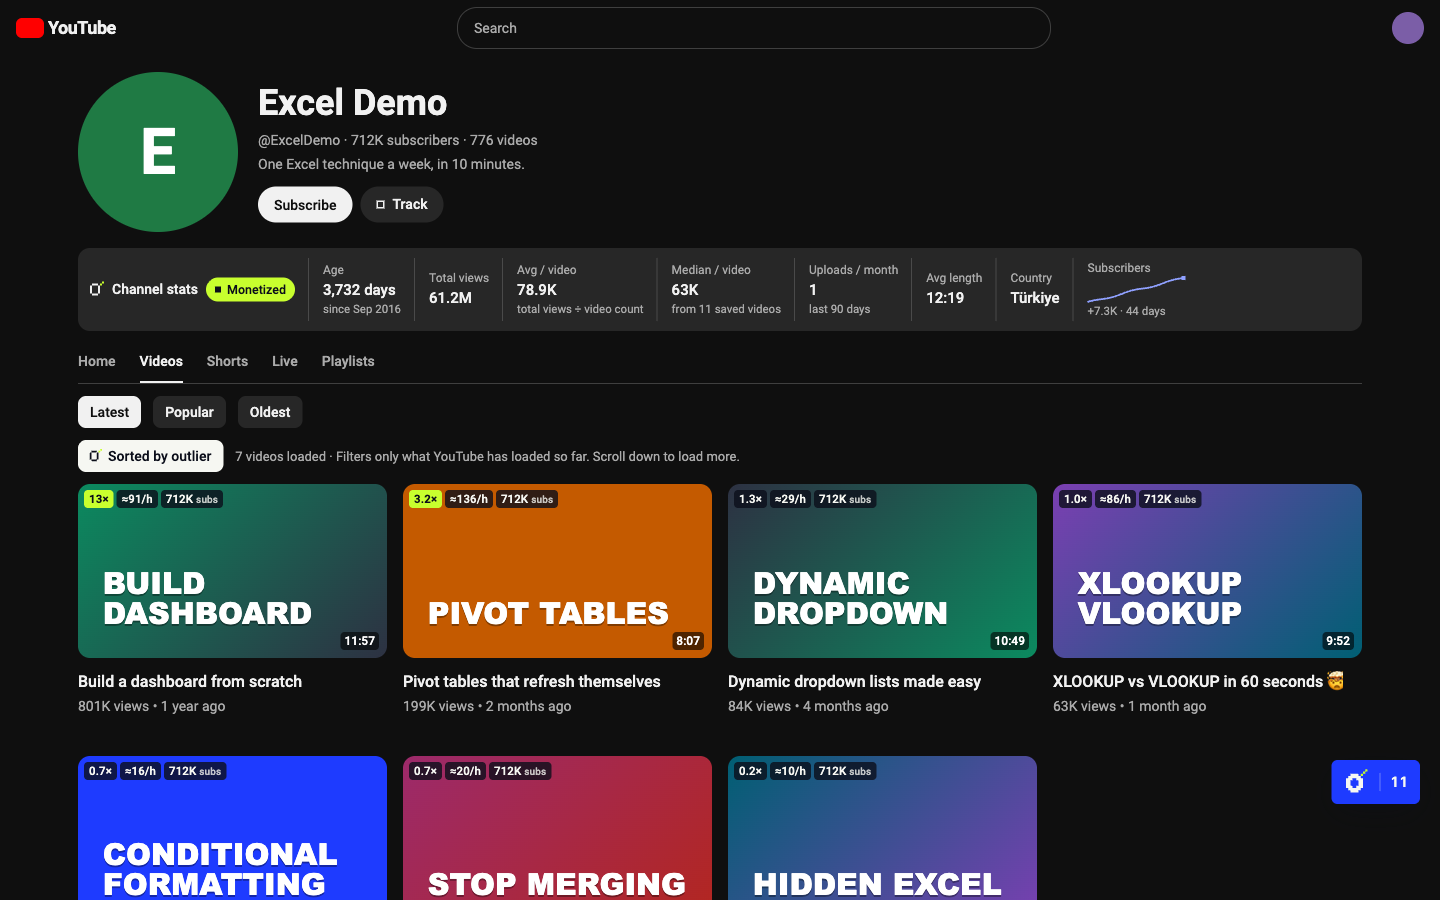 YouTube
Search
E
Excel Demo
@ExcelDemo · 712K subscribers · 776 videos
One Excel technique a week, in 10 minutes.
Subscribe
Track
Channel stats
Monetized
Age
3,732 days
since Sep 2016
Total views
61.2M
Avg / video
78.9K
total views ÷ video count
Median / video
63K
from 11 saved videos
Uploads / month
1
last 90 days
Avg length
12:19
Country
Türkiye
Subscribers
+7.3K · 44 days
Home
Videos
Shorts
Live
Playlists
Latest
Popular
Oldest
Sorted by outlier
7 videos loaded · Filters only what YouTube has loaded so far. Scroll down to load more.
13× ≈91/h 712K subs
BUILD
DASHBOARD
11:57
Build a dashboard from scratch
801K views • 1 year ago
3.2× ≈136/h 712K subs
PIVOT TABLES
8:07
Pivot tables that refresh themselves
199K views • 2 months ago
1.3× ≈29/h 712K subs
DYNAMIC
DROPDOWN
10:49
Dynamic dropdown lists made easy
84K views • 4 months ago
1.0× ≈86/h 712K subs
XLOOKUP
VLOOKUP
9:52
XLOOKUP vs VLOOKUP in 60 seconds 🤯
63K views • 1 month ago
0.7× ≈16/h 712K subs
CONDITIONAL
FORMATTING
0.7× ≈20/h 712K subs
STOP MERGING
0.2× ≈10/h 712K subs
HIDDEN EXCEL
11